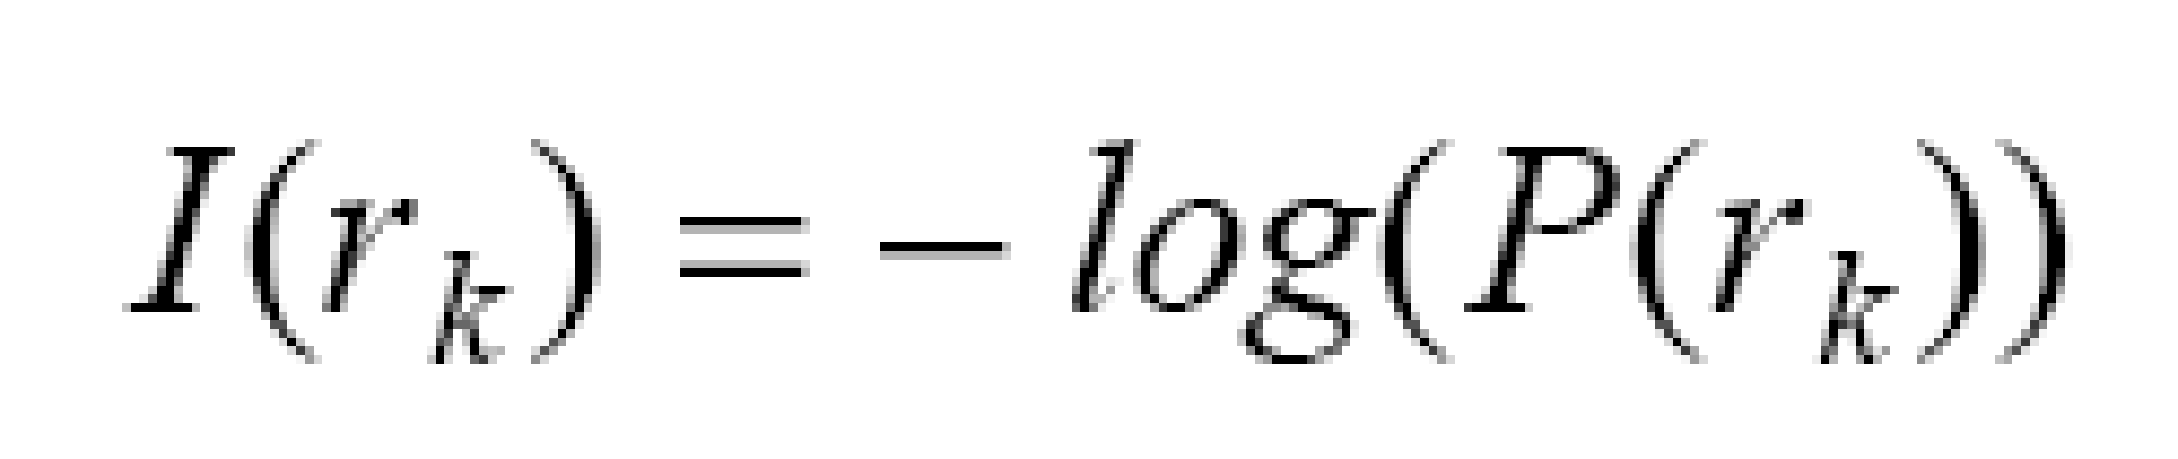 I(r_k) = − log(P(r_k))